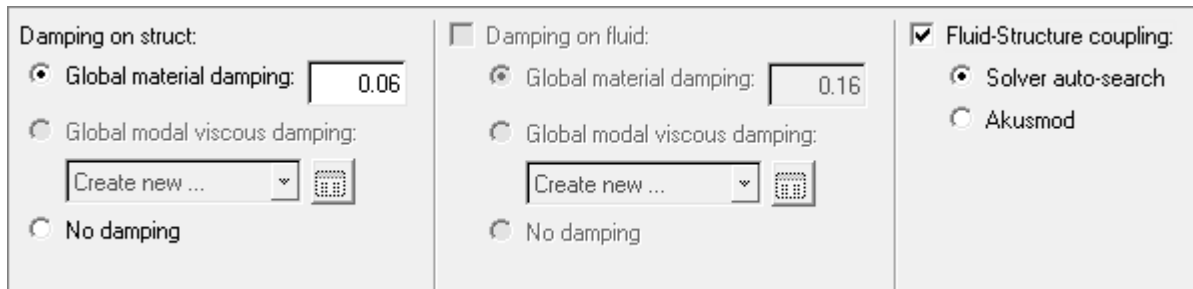 Damping on struct:
Global material damping: 0.06
Global modal viscous damping:
Create new ...
No damping
Damping on fluid:
Global material damping: 0.16
Global modal viscous damping:
Create new ...
No damping
Fluid-Structure coupling:
Solver auto-search
Akusmod